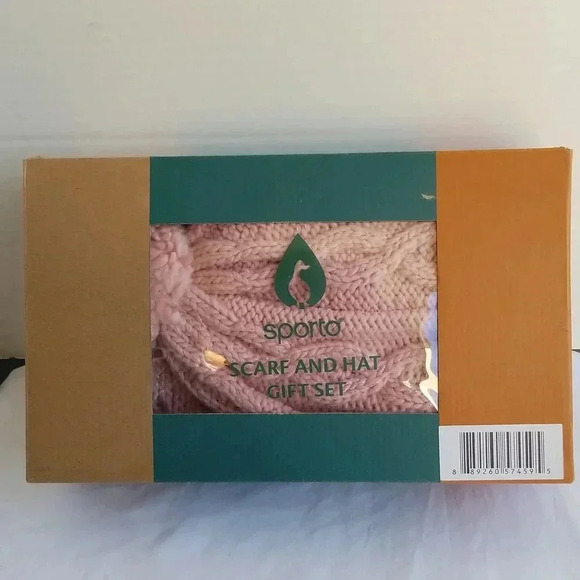 sporto
SCARF AND HAT
GIFT SET
8 89260 57459 5